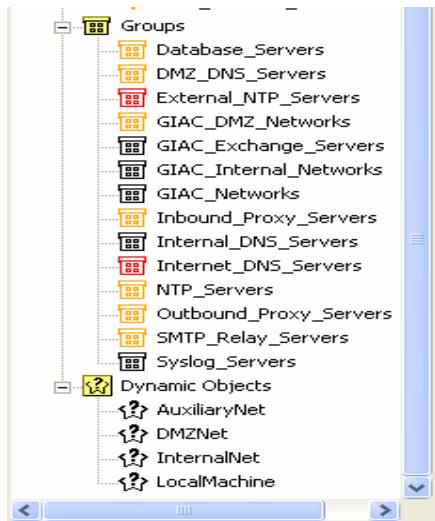 Groups
Database_Servers
DMZ_DNS_Servers
External_NTP_Servers
GIAC_DMZ_Networks
GIAC_Exchange_Servers
GIAC_Internal_Networks
GIAC_Networks
Inbound_Proxy_Servers
Internal_DNS_Servers
Internet_DNS_Servers
NTP_Servers
Outbound_Proxy_Servers
SMTP_Relay_Servers
Syslog_Servers
Dynamic Objects
AuxiliaryNet
DMZNet
InternalNet
LocalMachine